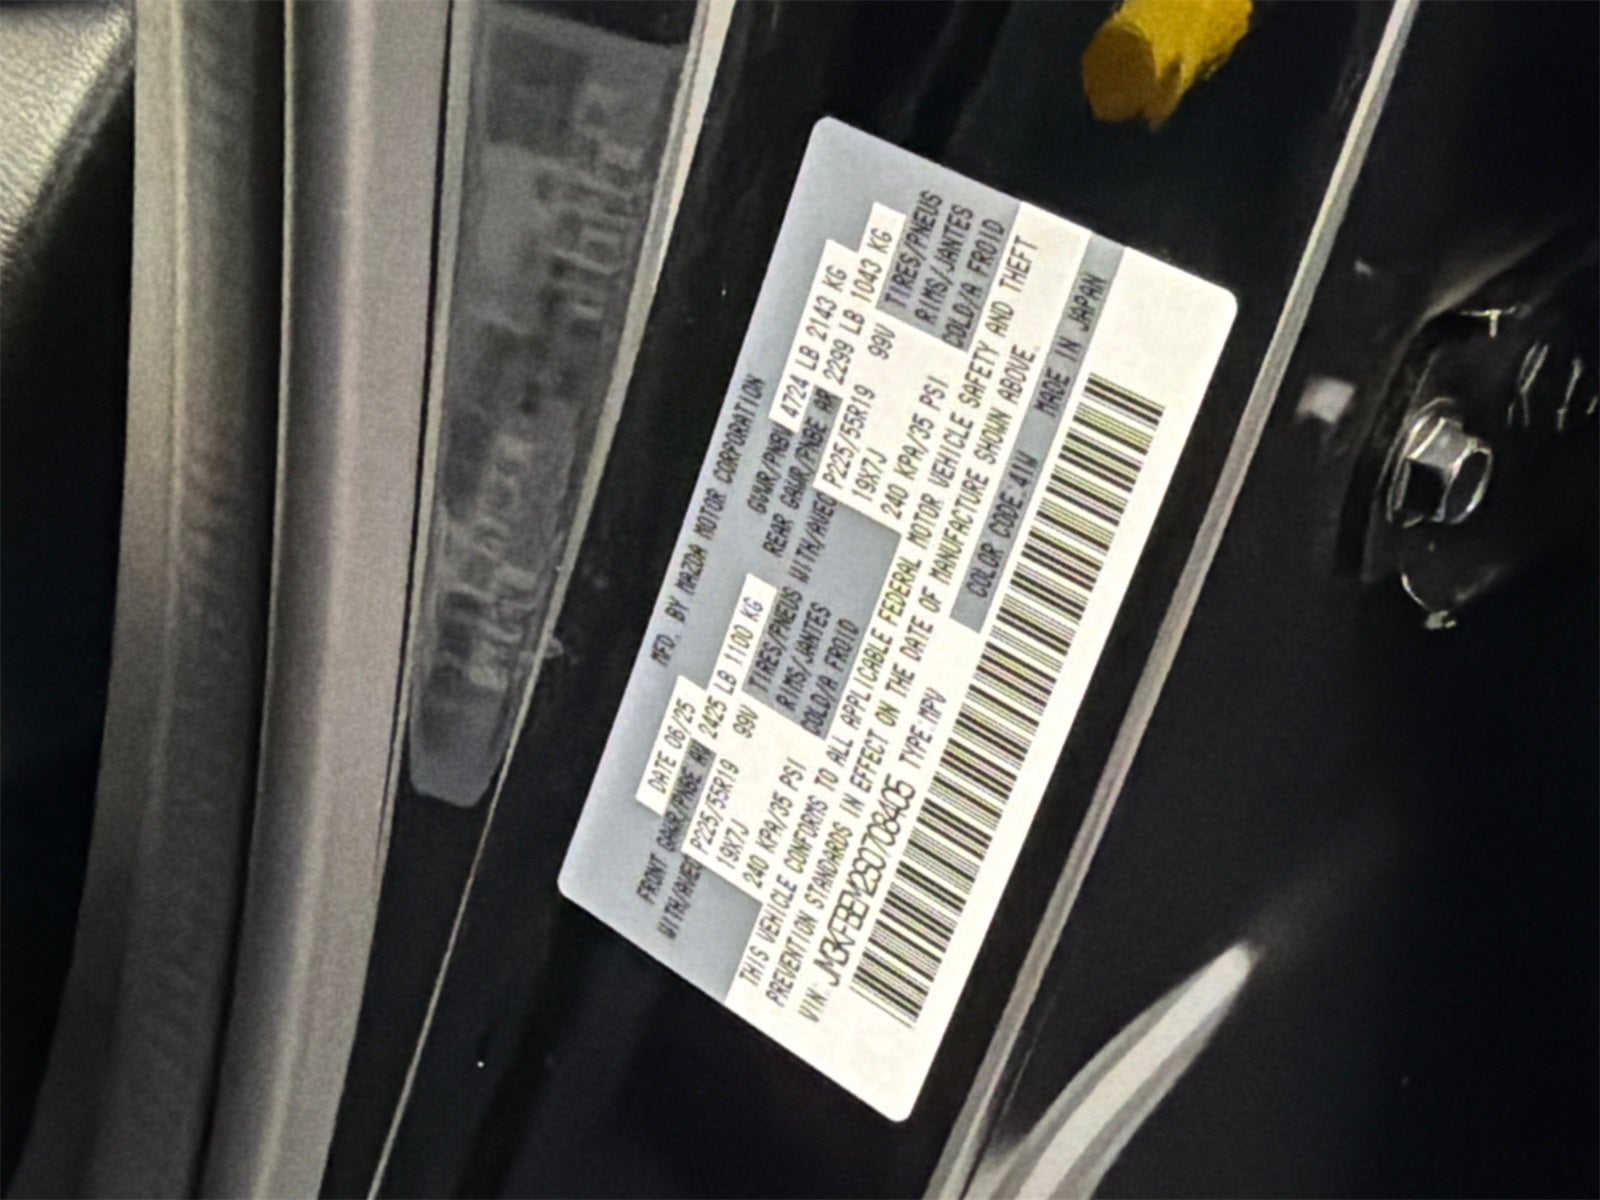 MFD. BY MAZDA MOTOR CORPORATION
DATE 06/25 GVWR/PNBV 4724 LB 2143 KG
FRONT GAWR/PNBE AV 2425 LB 1100 KG REAR GAWR/PNBE AR 2299 LB 1043 KG
WITH/AVEC P225/55R19 99V TIRES/PNEUS WITH/AVEC P225/55R19 99V TIRES/PNEUS
19X7J RIMS/JANTES 19X7J RIMS/JANTES
240 KPA/35 PSI COLD/A FROID 240 KPA/35 PSI COLD/A FROID
THIS VEHICLE CONFORMS TO ALL APPLICABLE FEDERAL MOTOR VEHICLE SAFETY AND THEFT
PREVENTION STANDARDS IN EFFECT ON THE DATE OF MANUFACTURE SHOWN ABOVE.
VIN: JM3KFBEM2S0708405 TYPE:MPV COLOR CODE:41W MADE IN JAPAN